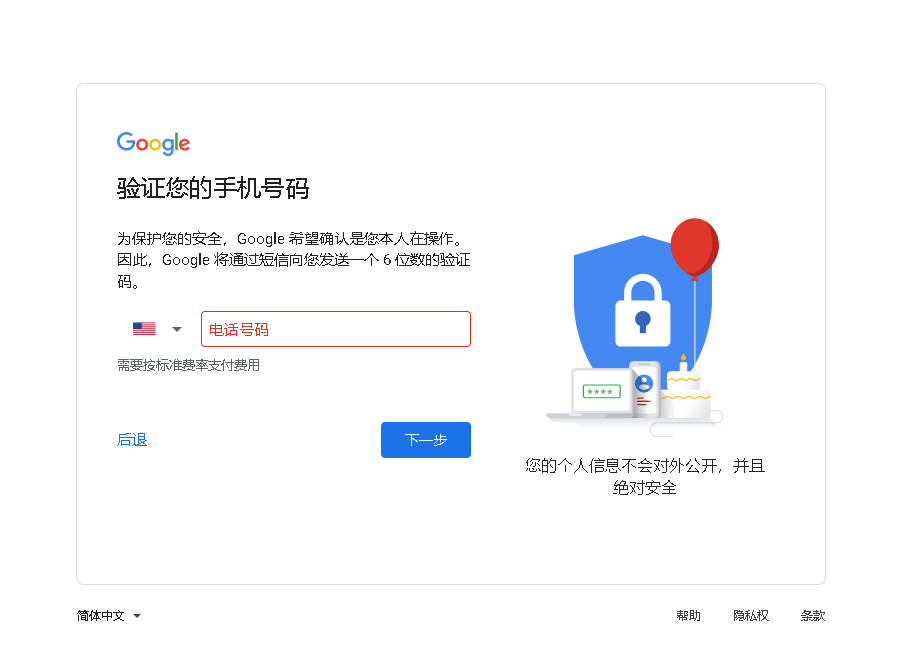 Google
验证您的手机号码
为保护您的安全，Google 希望确认是您本人在操作。
因此，Google 将通过短信向您发送一个 6 位数的验证
码。
电话号码
需要按标准费率支付费用
后退
下一步
****
您的个人信息不会对外公开，并且
绝对安全
简体中文
帮助
隐私权
条款